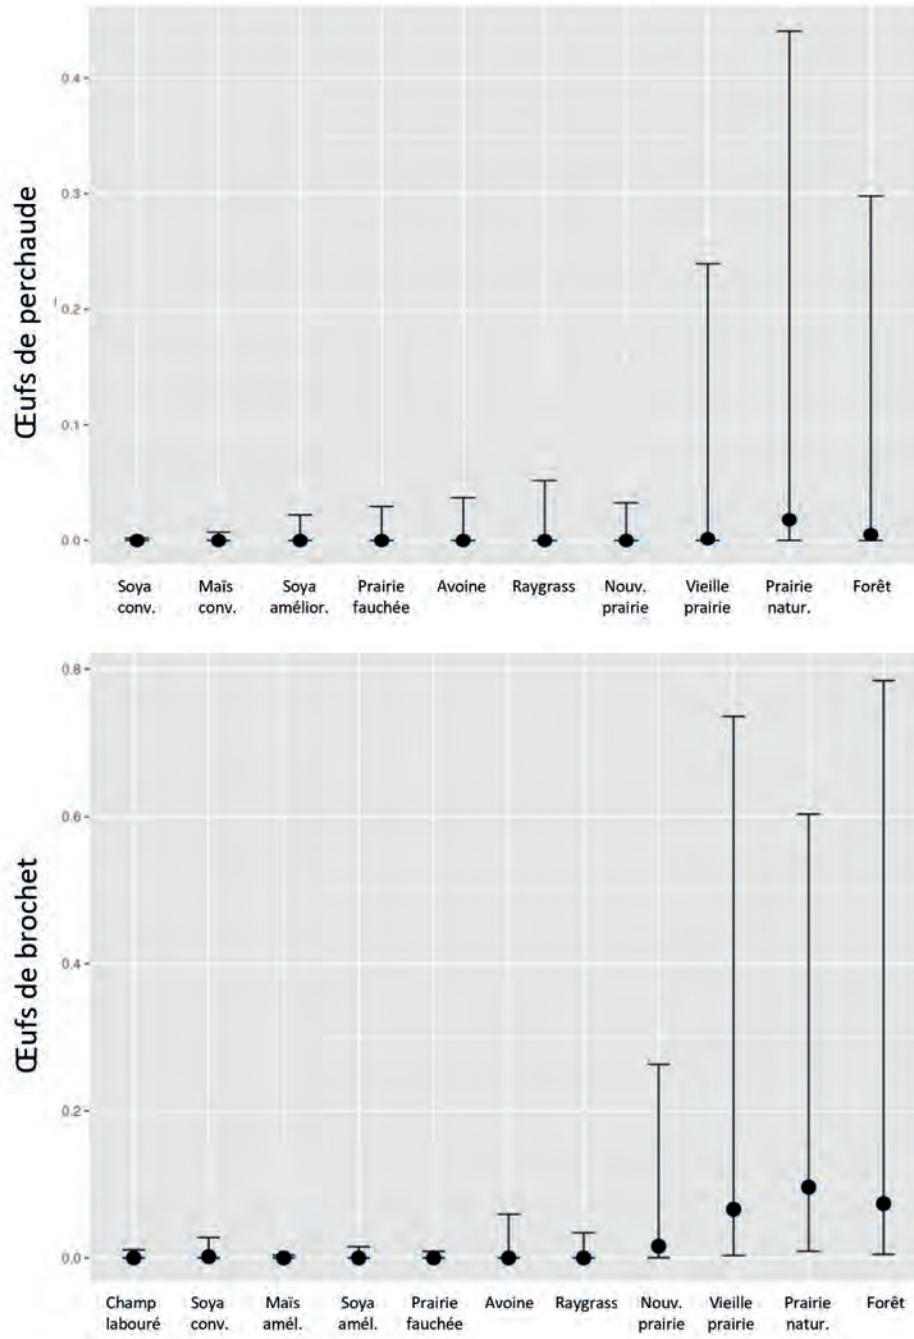 Œufs de perchaude
0.4
0.3
0.2
0.1
0.0
Soya Maïs Soya Prairie Avoine Raygrass Nouv. Vieille Prairie Forêt
conv. conv. amélior. fauchée prairie prairie natur.
Œufs de brochet
0.8
0.6
0.4
0.2
0.0
Champ Soya Maïs Soya Prairie Avoine Raygrass Nouv. Vieille Prairie Forêt
labouré conv. amél. amél. fauchée prairie prairie natur.